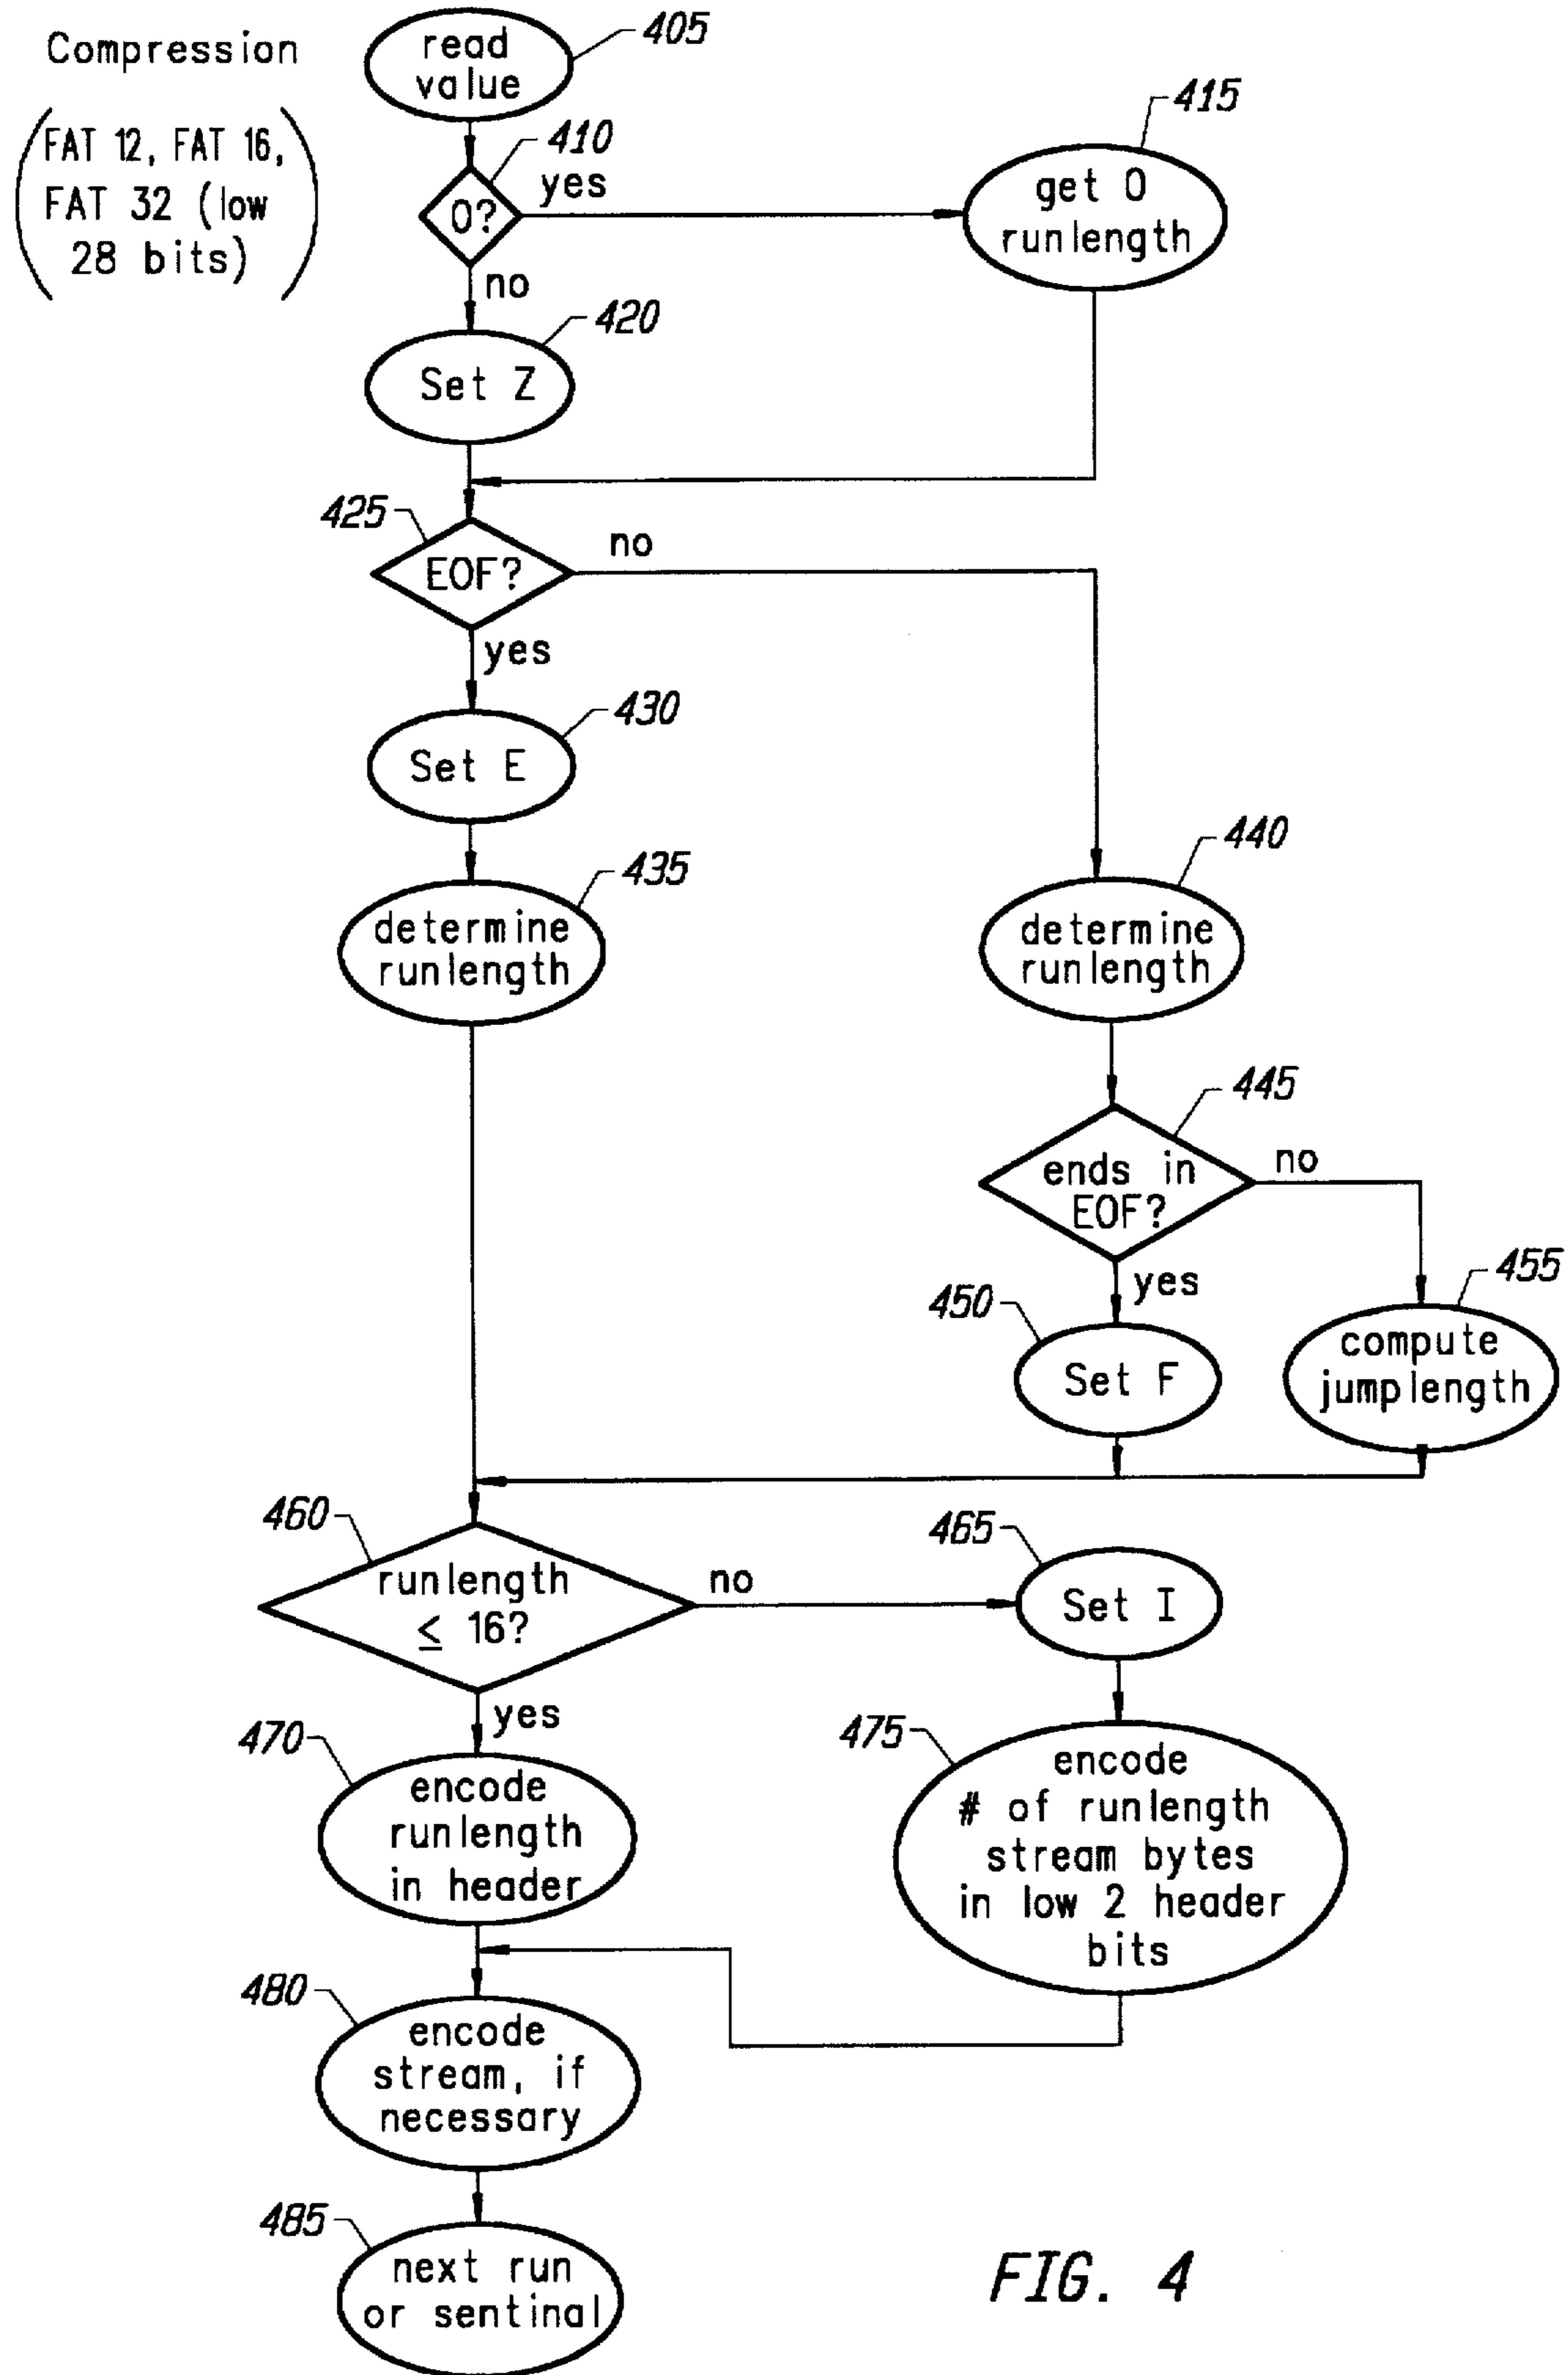 Compression
(FAT 12, FAT 16,
FAT 32 (low
28 bits))
read
value
405
410
0?
yes
no
415
get 0
runlength
420
Set Z
425
EOF?
no
yes
430
Set E
435
determine
runlength
440
determine
runlength
445
ends in
EOF?
no
yes
450
Set F
455
compute
jumplength
460
runlength
≤ 16?
no
yes
465
Set I
470
encode
runlength
in header
475
encode
# of runlength
stream bytes
in low 2 header
bits
480
encode
stream, if
necessary
485
next run
or sentinal
FIG. 4